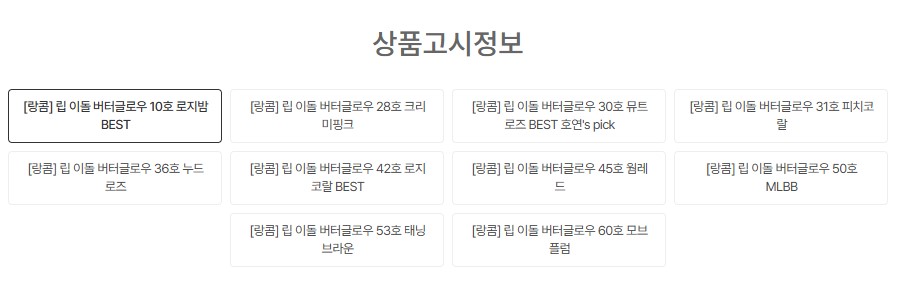 상품고시정보
[랑콤] 립 이돌 버터글로우 10호 로지밤
BEST
[랑콤] 립 이돌 버터글로우 28호 크리
미핑크
[랑콤] 립 이돌 버터글로우 30호 뮤트
로즈 BEST 호연's pick
[랑콤] 립 이돌 버터글로우 31호 피치코
랄
[랑콤] 립 이돌 버터글로우 36호 누드
로즈
[랑콤] 립 이돌 버터글로우 42호 로지
코랄 BEST
[랑콤] 립 이돌 버터글로우 45호 웜레
드
[랑콤] 립 이돌 버터글로우 50호
MLBB
[랑콤] 립 이돌 버터글로우 53호 태닝
브라운
[랑콤] 립 이돌 버터글로우 60호 모브
플럼